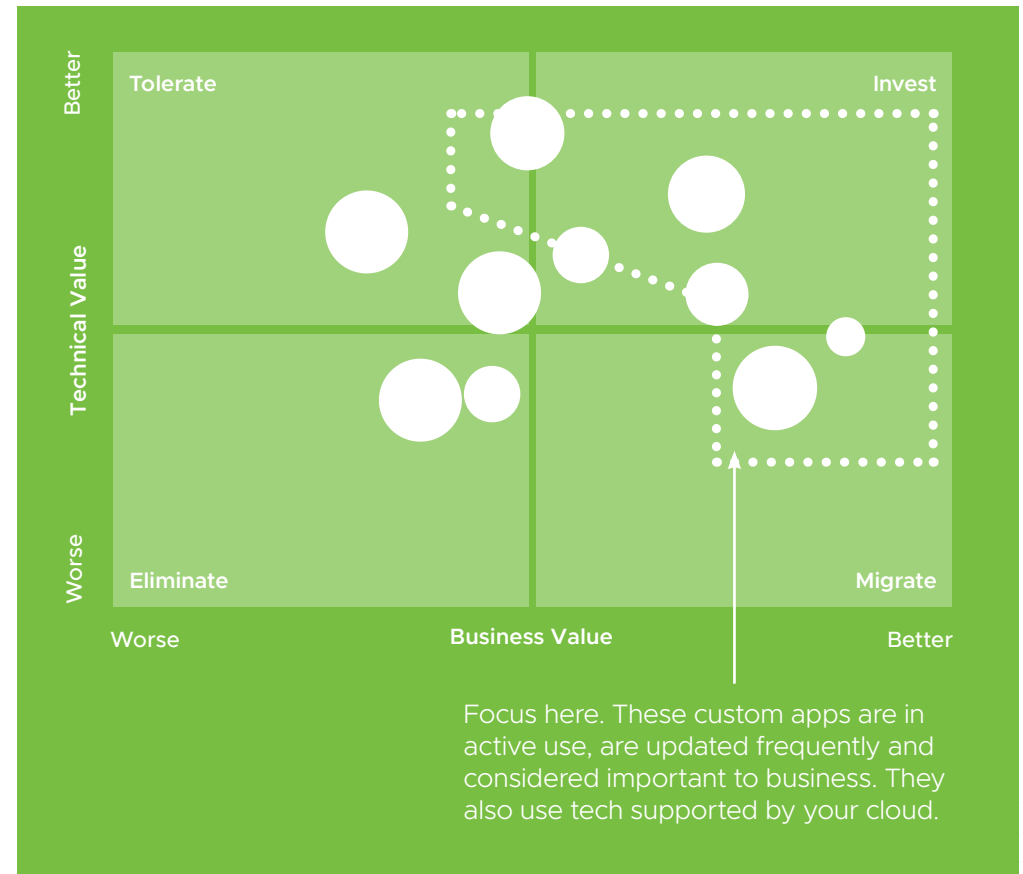 Better
Tolerate
Invest
Technical Value
Worse
Eliminate
Migrate
Worse
Business Value
Better
Focus here. These custom apps are in
active use, are updated frequently and
considered important to business. They
also use tech supported by your cloud.